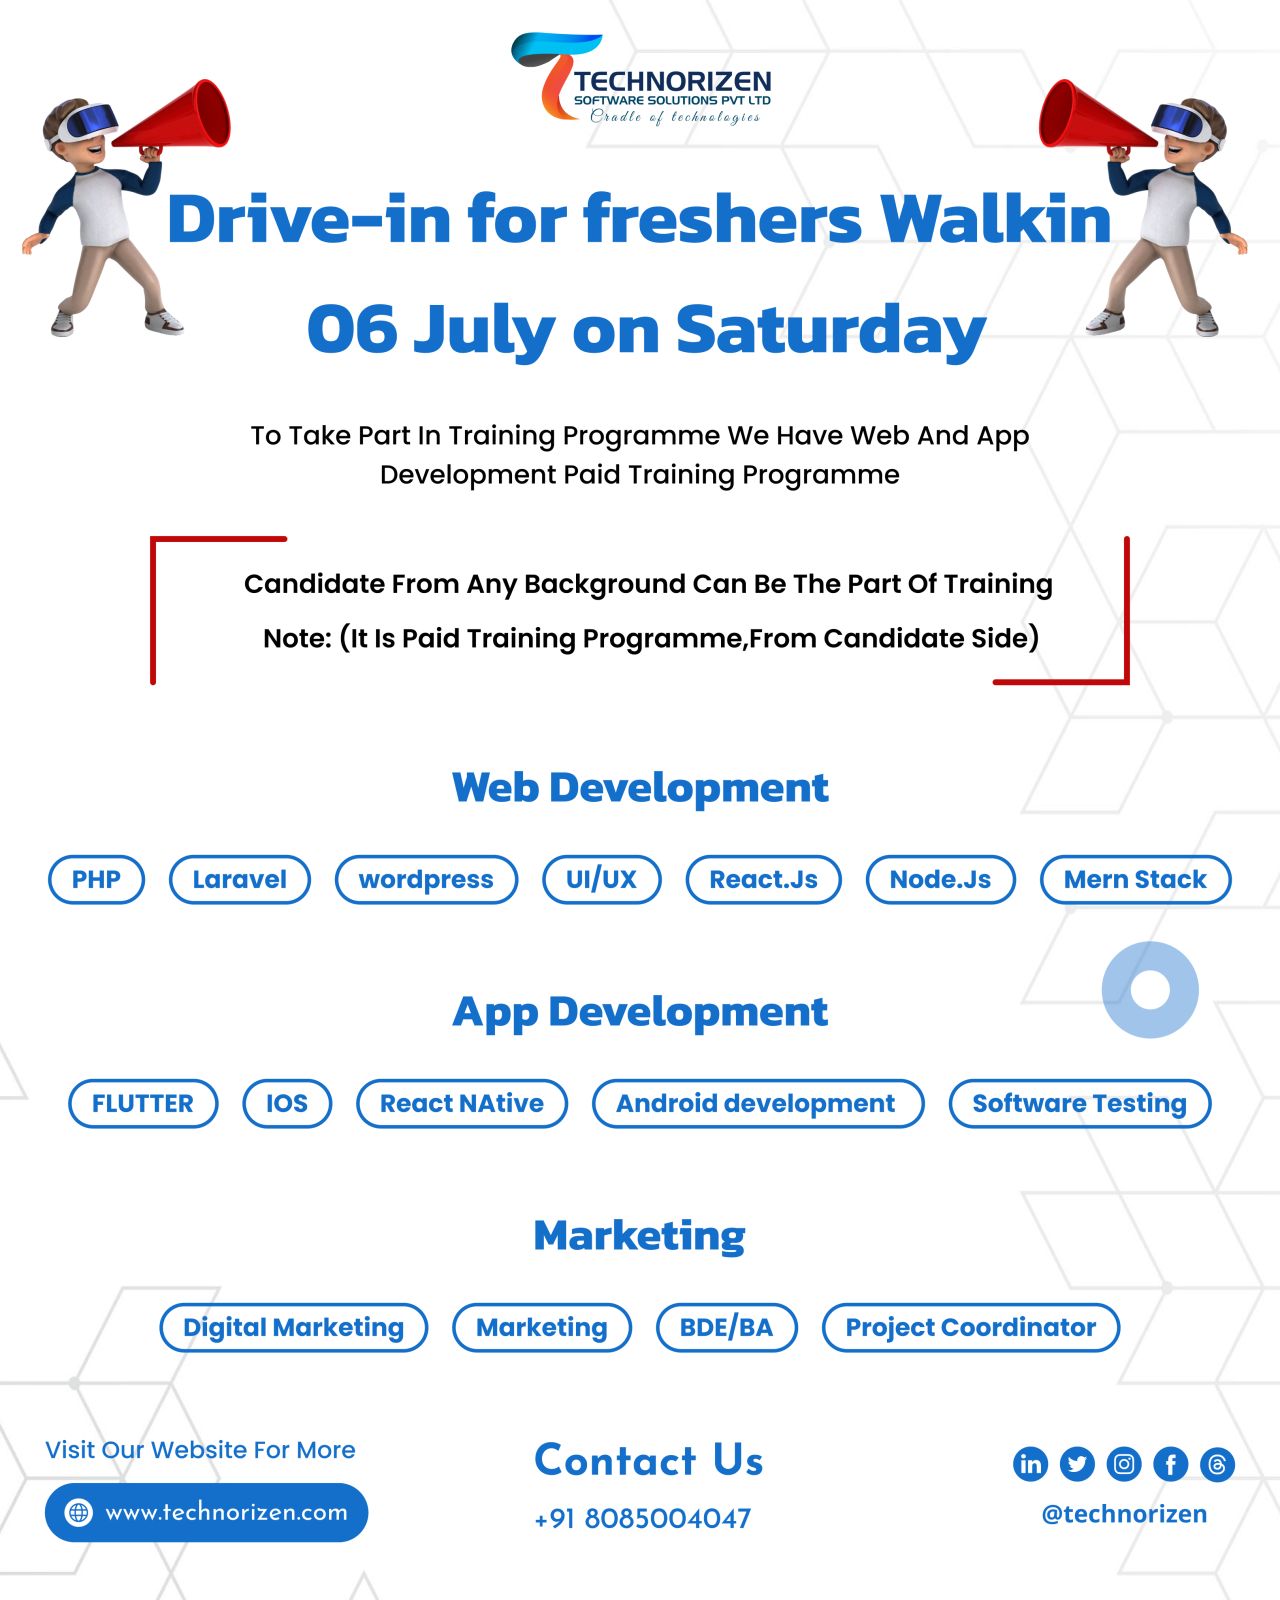 TECHNORIZEN
SOFTWARE SOLUTIONS PVT LTD
Cradle of technologies
Drive-in for freshers Walkin
06 July on Saturday
To Take Part In Training Programme We Have Web And App
Development Paid Training Programme
Candidate From Any Background Can Be The Part Of Training
Note: (It Is Paid Training Programme,From Candidate Side)
Web Development
PHP Laravel wordpress UI/UX React.Js Node.Js Mern Stack
App Development
FLUTTER IOS React NAtive Android development Software Testing
Marketing
Digital Marketing Marketing BDE/BA Project Coordinator
Visit Our Website For More
www.technorizen.com
Contact Us
+91 8085004047
@technorizen